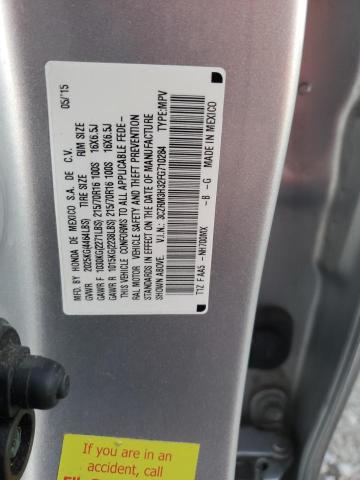 MFD. BY HONDA DE MEXICO S.A. DE C.V. 05/'15
GVWR 2025KG(4464LBS) TIRE SIZE RIM SIZE
GAWR F 1030KG(2271LBS) 215/70R16 100S 16X6.5J
GAWR R 1015KG(2238LBS) 215/70R16 100S 16X6.5J
THIS VEHICLE CONFORMS TO ALL APPLICABLE FEDE-
RAL MOTOR VEHICLE SAFETY AND THEFT PREVENTION
STANDARDS IN EFFECT ON THE DATE OF MANUFACTURE
SHOWN ABOVE. V.I.N.: 3CZRM3H32FG710284 TYPE:MPV
T1Z F AA5 - NH700MX -B -G MADE IN MEXICO
If you are in an
accident, call